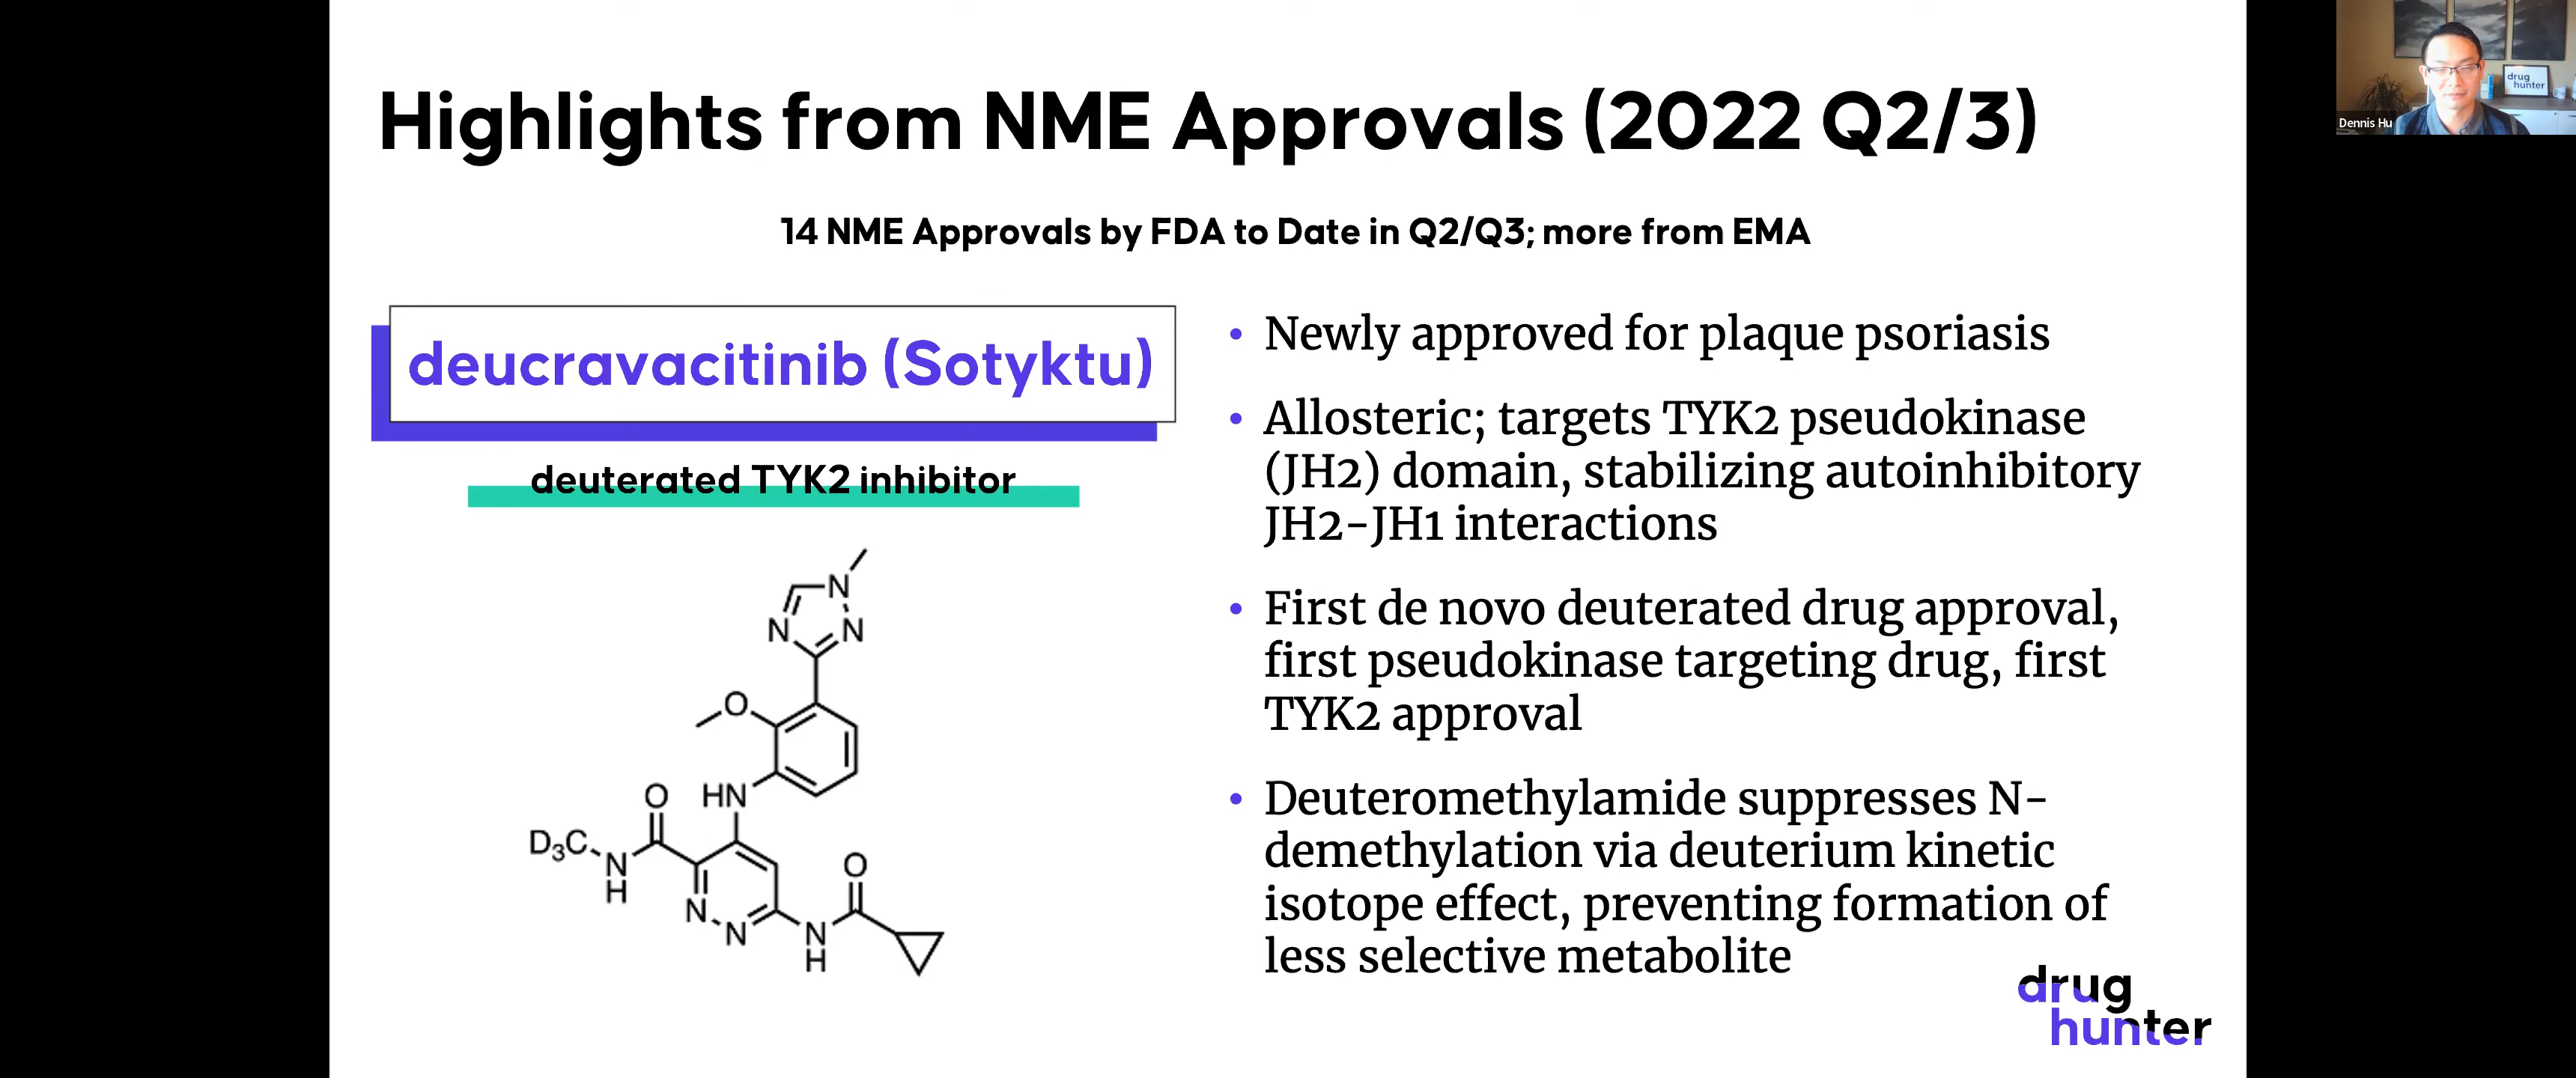 Highlights from NME Approvals (2022 Q2/3)
14 NME Approvals by FDA to Date in Q2/Q3; more from EMA
deucravacitinib (Sotyktu)
deuterated TYK2 inhibitor
N
N
N
O
HN
O
D3C
N
H
N
N
N
H
O
• Newly approved for plaque psoriasis
• Allosteric; targets TYK2 pseudokinase
(JH2) domain, stabilizing autoinhibitory
JH2-JH1 interactions
• First de novo deuterated drug approval,
first pseudokinase targeting drug, first
TYK2 approval
• Deuteromethylamide suppresses N-
demethylation via deuterium kinetic
isotope effect, preventing formation of
less selective metabolite
drug
hunter
drug
hunter
Dennis Hu